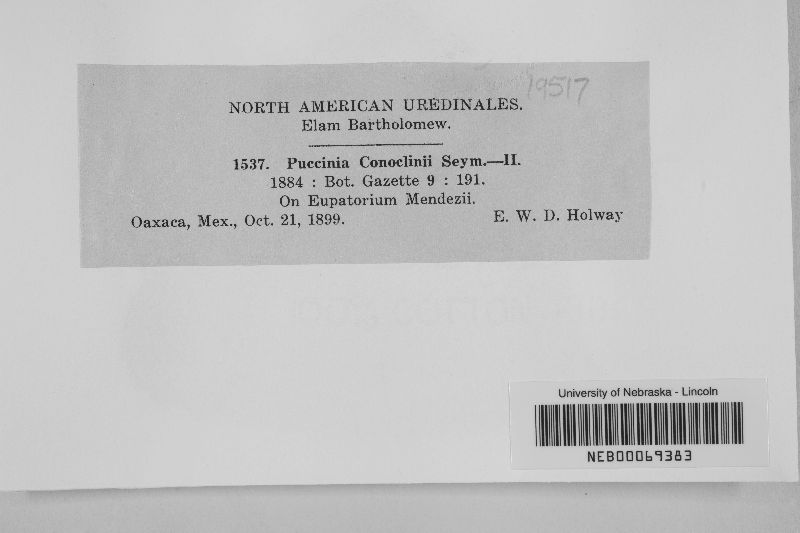 19517
NORTH AMERICAN UREDINALES.
Elam Bartholomew.
1537. Puccinia Conoclinii Seym.—II.
1884 : Bot. Gazette 9 : 191.
On Eupatorium Mendezii.
Oaxaca, Mex., Oct. 21, 1899. E. W. D. Holway
University of Nebraska - Lincoln
NEB00069383